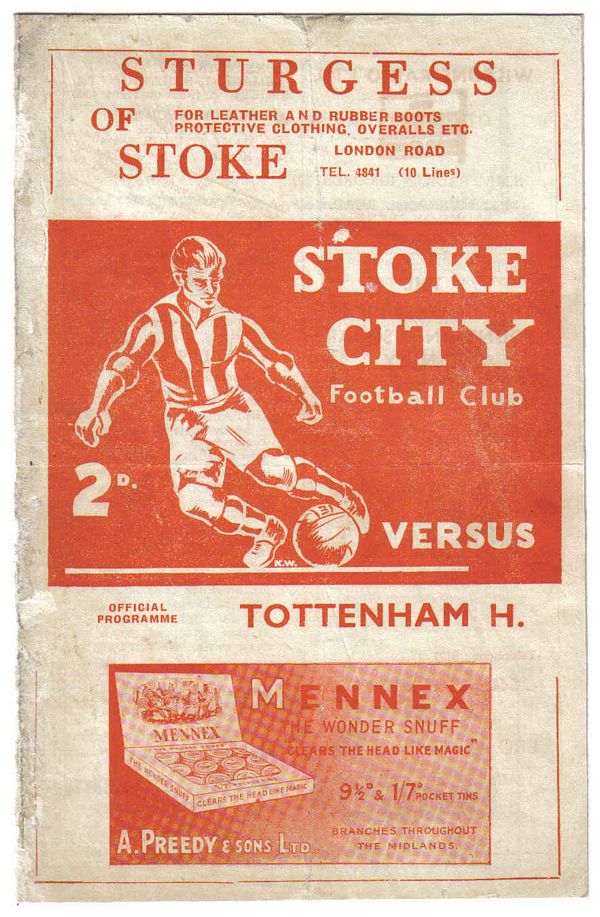 STURGESS
OF
FOR LEATHER AND RUBBER BOOTS
PROTECTIVE CLOTHING, OVERALLS ETC.
STOKE
LONDON ROAD
TEL. 4841 (10 Lines)
STOKE
CITY
Football Club
2D.
VERSUS
K.W.
OFFICIAL
PROGRAMME
TOTTENHAM H.
MENNEX
THE WONDER SNUFF
"CLEARS THE HEAD LIKE MAGIC"
MENNEX
THE WONDER SNUFF
CLEARS THE HEAD LIKE MAGIC
9½D & 1/7D POCKET TINS
A. PREEDY & SONS LTD.
BRANCHES THROUGHOUT
THE MIDLANDS.